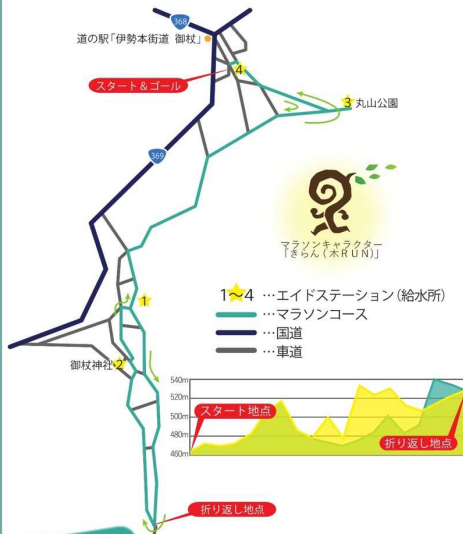 368
道の駅「伊勢本街道 御杖」
4
スタート&ゴール
3 丸山公園
369
マラソンキャラクター
「きらん(木RUN)」
1
1~4 …エイドステーション(給水所)
…マラソンコース
…国道
…車道
御杖神社 2
540m
520m
500m
480m
460m
スタート地点
折り返し地点
折り返し地点